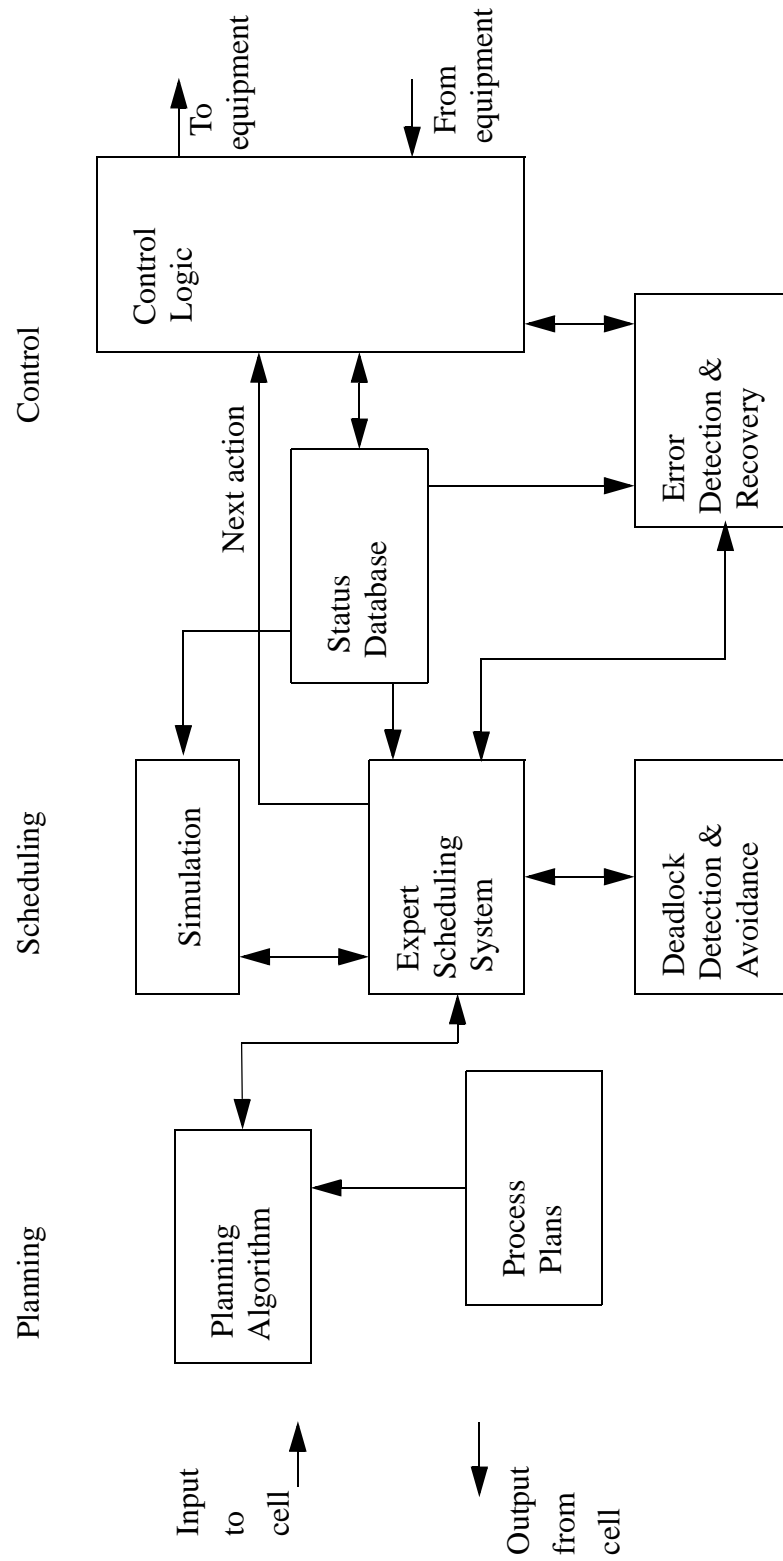 Planning
Scheduling
Control
Input
to
cell
Output
from
cell
Planning
Algorithm
Process
Plans
Simulation
Expert
Scheduling
System
Deadlock
Detection &
Avoidance
Next action
Status
Database
Control
Logic
Error
Detection &
Recovery
To
equipment
From
equipment